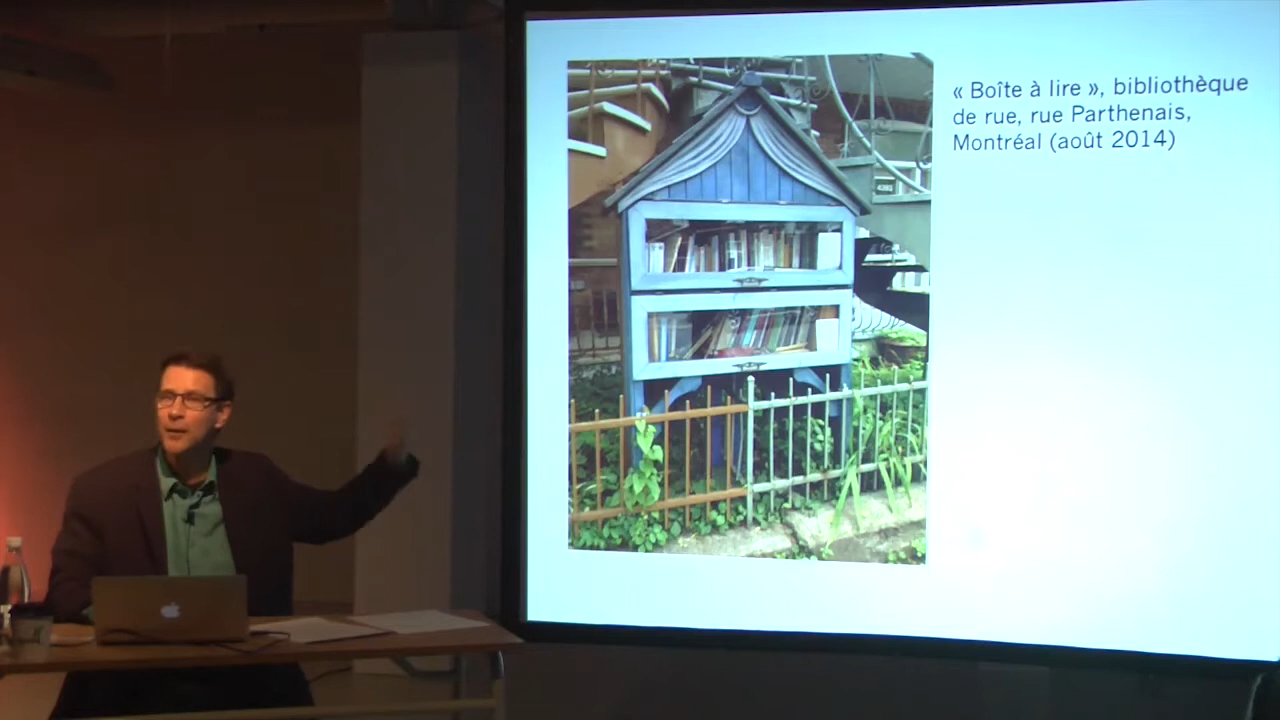 « Boîte à lire », bibliothèque
de rue, rue Parthenais,
Montréal (août 2014)